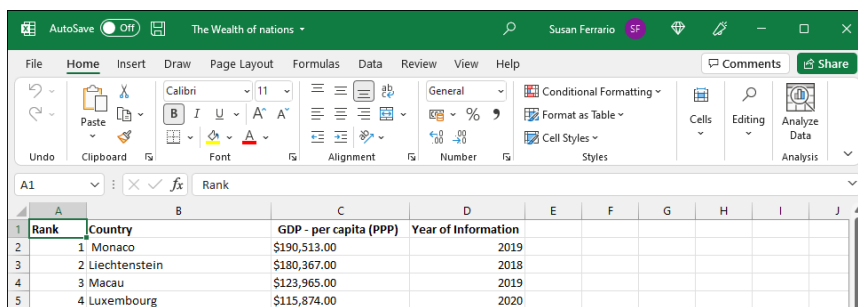 AutoSave Off The Wealth of nations Susan Ferrario SF
File Home Insert Draw Page Layout Formulas Data Review View Help Comments Share
Calibri 11 General Conditional Formatting
Paste B I U A A % Format as Table Cells Editing Analyze Data
Cell Styles
Undo Clipboard Font Alignment Number Styles Analysis
A1 fx Rank
A B C D E F G H I J
1 Rank Country GDP - per capita (PPP) Year of Information
2 1 Monaco $190,513.00 2019
3 2 Liechtenstein $180,367.00 2018
4 3 Macau $123,965.00 2019
5 4 Luxembourg $115,874.00 2020